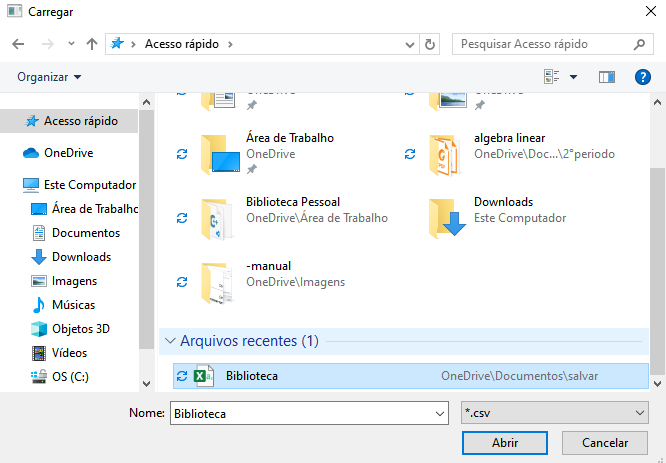 Carregar
Acesso rápido
Pesquisar Acesso rápido
Organizar
Acesso rápido
OneDrive
Este Computador
Área de Trabalho
Documentos
Downloads
Imagens
Músicas
Objetos 3D
Vídeos
OS (C:)
OneDrive
OneDrive
Área de Trabalho
OneDrive
algebra linear
OneDrive\Doc...\2°periodo
Biblioteca Pessoal
OneDrive\Área de Trabalho
Downloads
Este Computador
-manual
OneDrive\Imagens
Arquivos recentes (1)
Biblioteca
OneDrive\Documentos\salvar
Nome:
Biblioteca
*.csv
Abrir
Cancelar